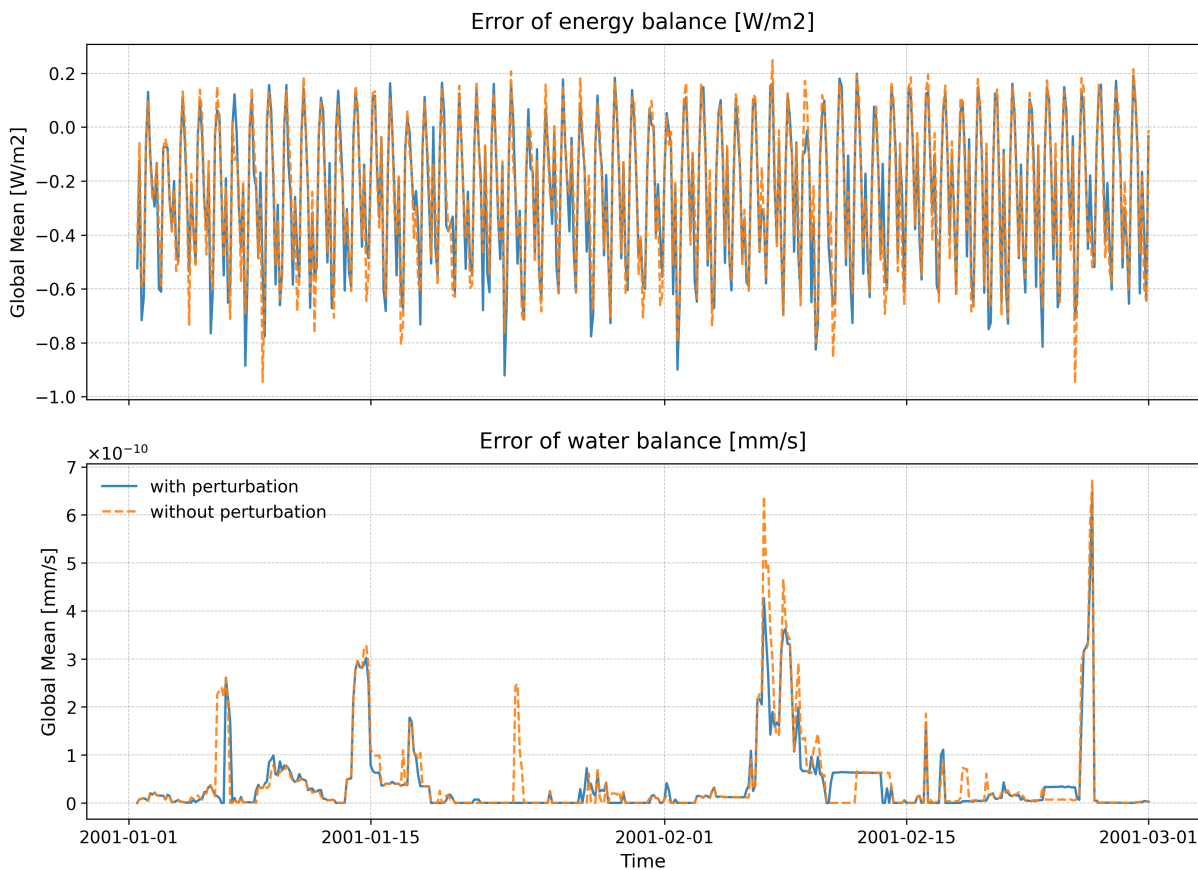 Error of energy balance [W/m2]
Global Mean [W/m2]
0.2
0.0
−0.2
−0.4
−0.6
−0.8
−1.0
Error of water balance [mm/s]
×10⁻¹⁰
Global Mean [mm/s]
7
6
5
4
3
2
1
0
with perturbation
without perturbation
2001-01-01 2001-01-15 2001-02-01 2001-02-15 2001-03-01
Time